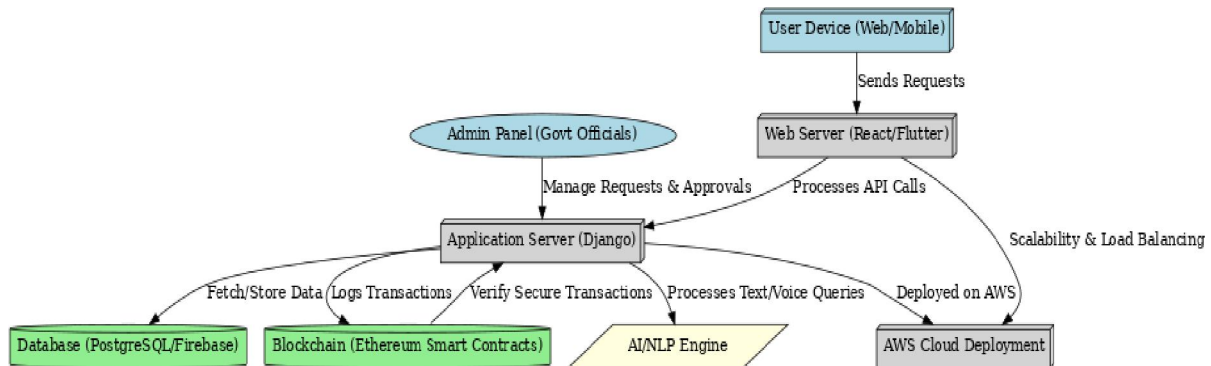 User Device (Web/Mobile)
Sends Requests
Admin Panel (Govt Officials)
Web Server (React/Flutter)
Manage Requests & Approvals
Processes API Calls
Application Server (Django)
Scalability & Load Balancing
Fetch/Store Data
Logs Transactions
Verify Secure Transactions
Processes Text/Voice Queries
Deployed on AWS
Database (PostgreSQL/Firebase)
Blockchain (Ethereum Smart Contracts)
AI/NLP Engine
AWS Cloud Deployment